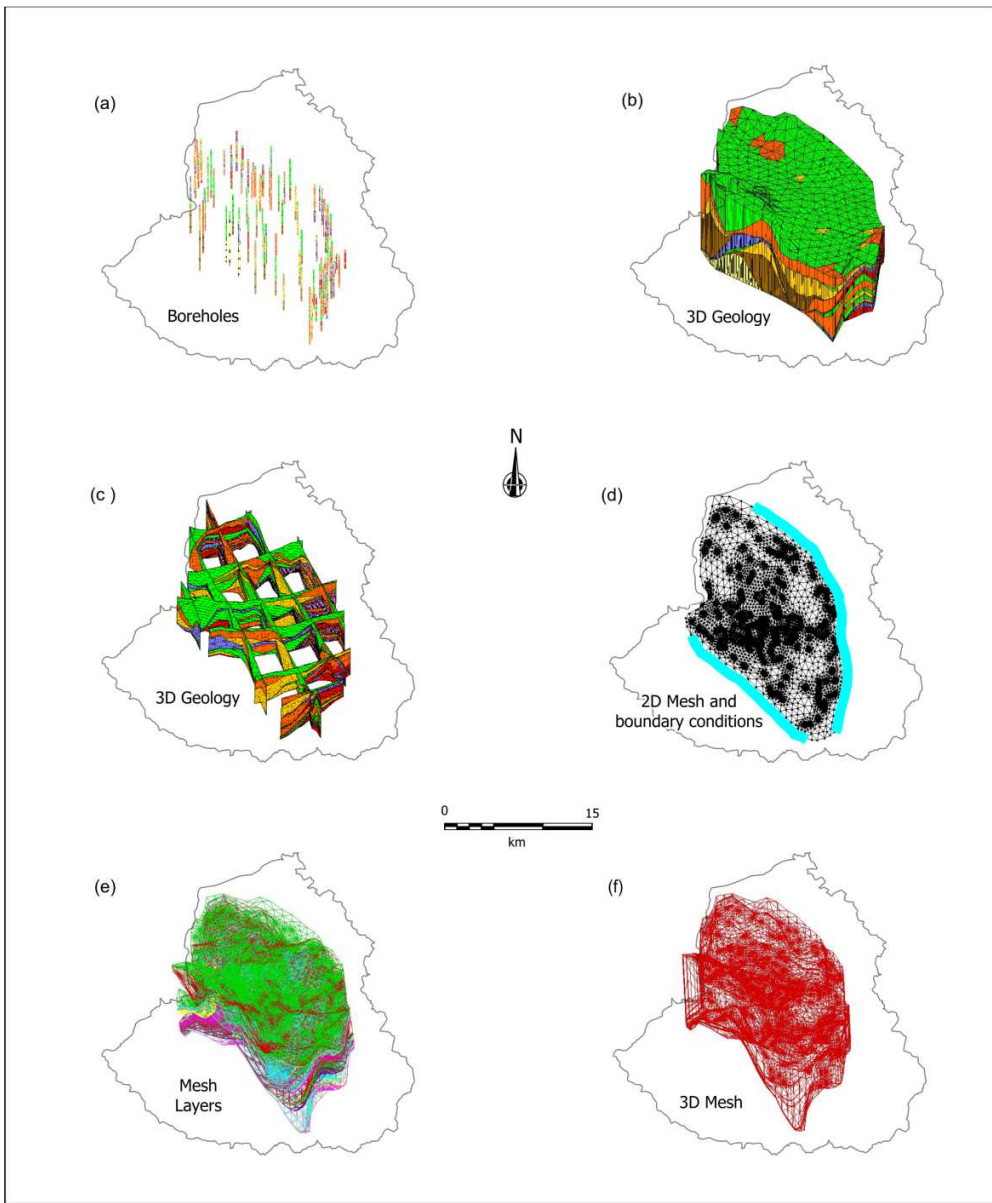 (a)
Boreholes
(b)
3D Geology
(c )
3D Geology
N
(d)
2D Mesh and
boundary conditions
0 15
km
(e)
Mesh
Layers
(f)
3D Mesh